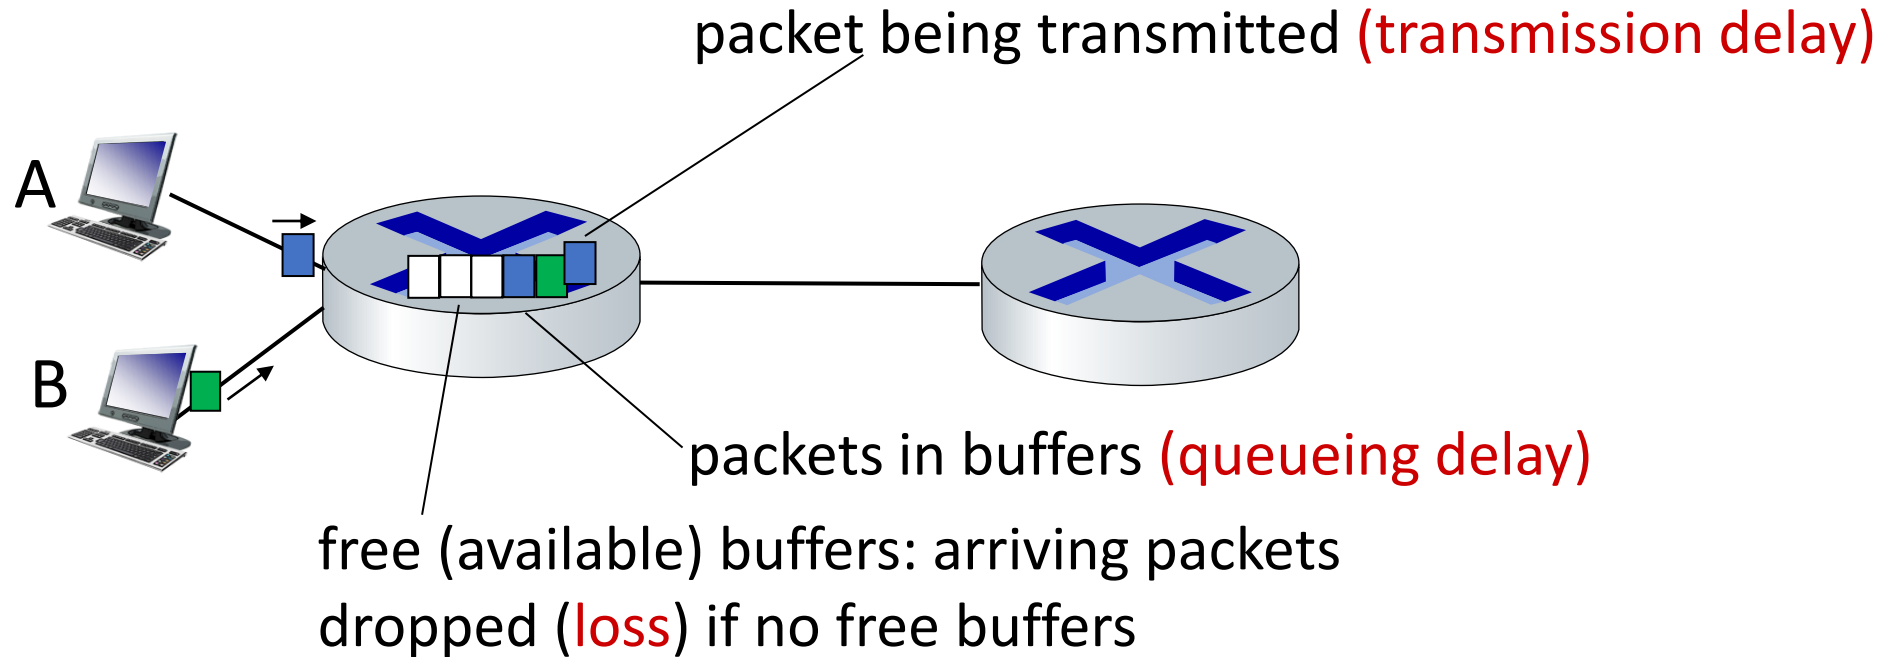 packet being transmitted (transmission delay)
A
B
packets in buffers (queueing delay)
free (available) buffers: arriving packets
dropped (loss) if no free buffers